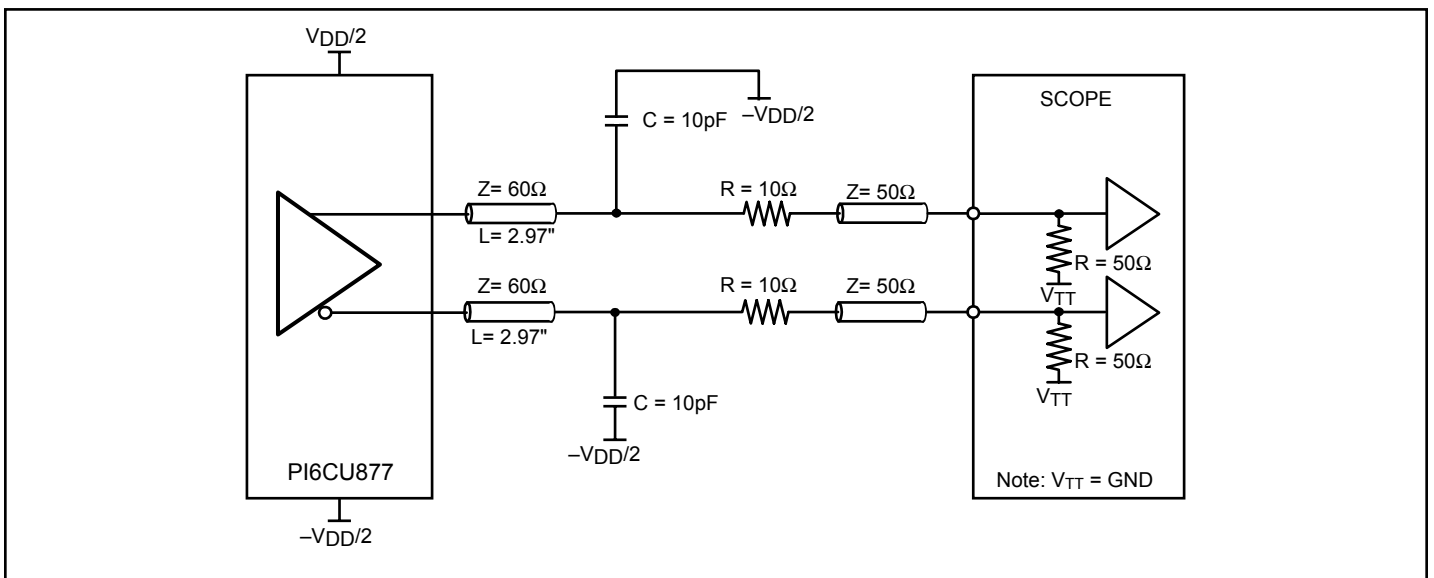 VDD/2
SCOPE
C = 10pF
–VDD/2
Z= 60Ω
R = 10Ω
Z= 50Ω
L= 2.97"
R = 50Ω
VTT
Z= 60Ω
R = 10Ω
Z= 50Ω
L= 2.97"
R = 50Ω
VTT
C = 10pF
–VDD/2
PI6CU877
Note: VTT = GND
–VDD/2